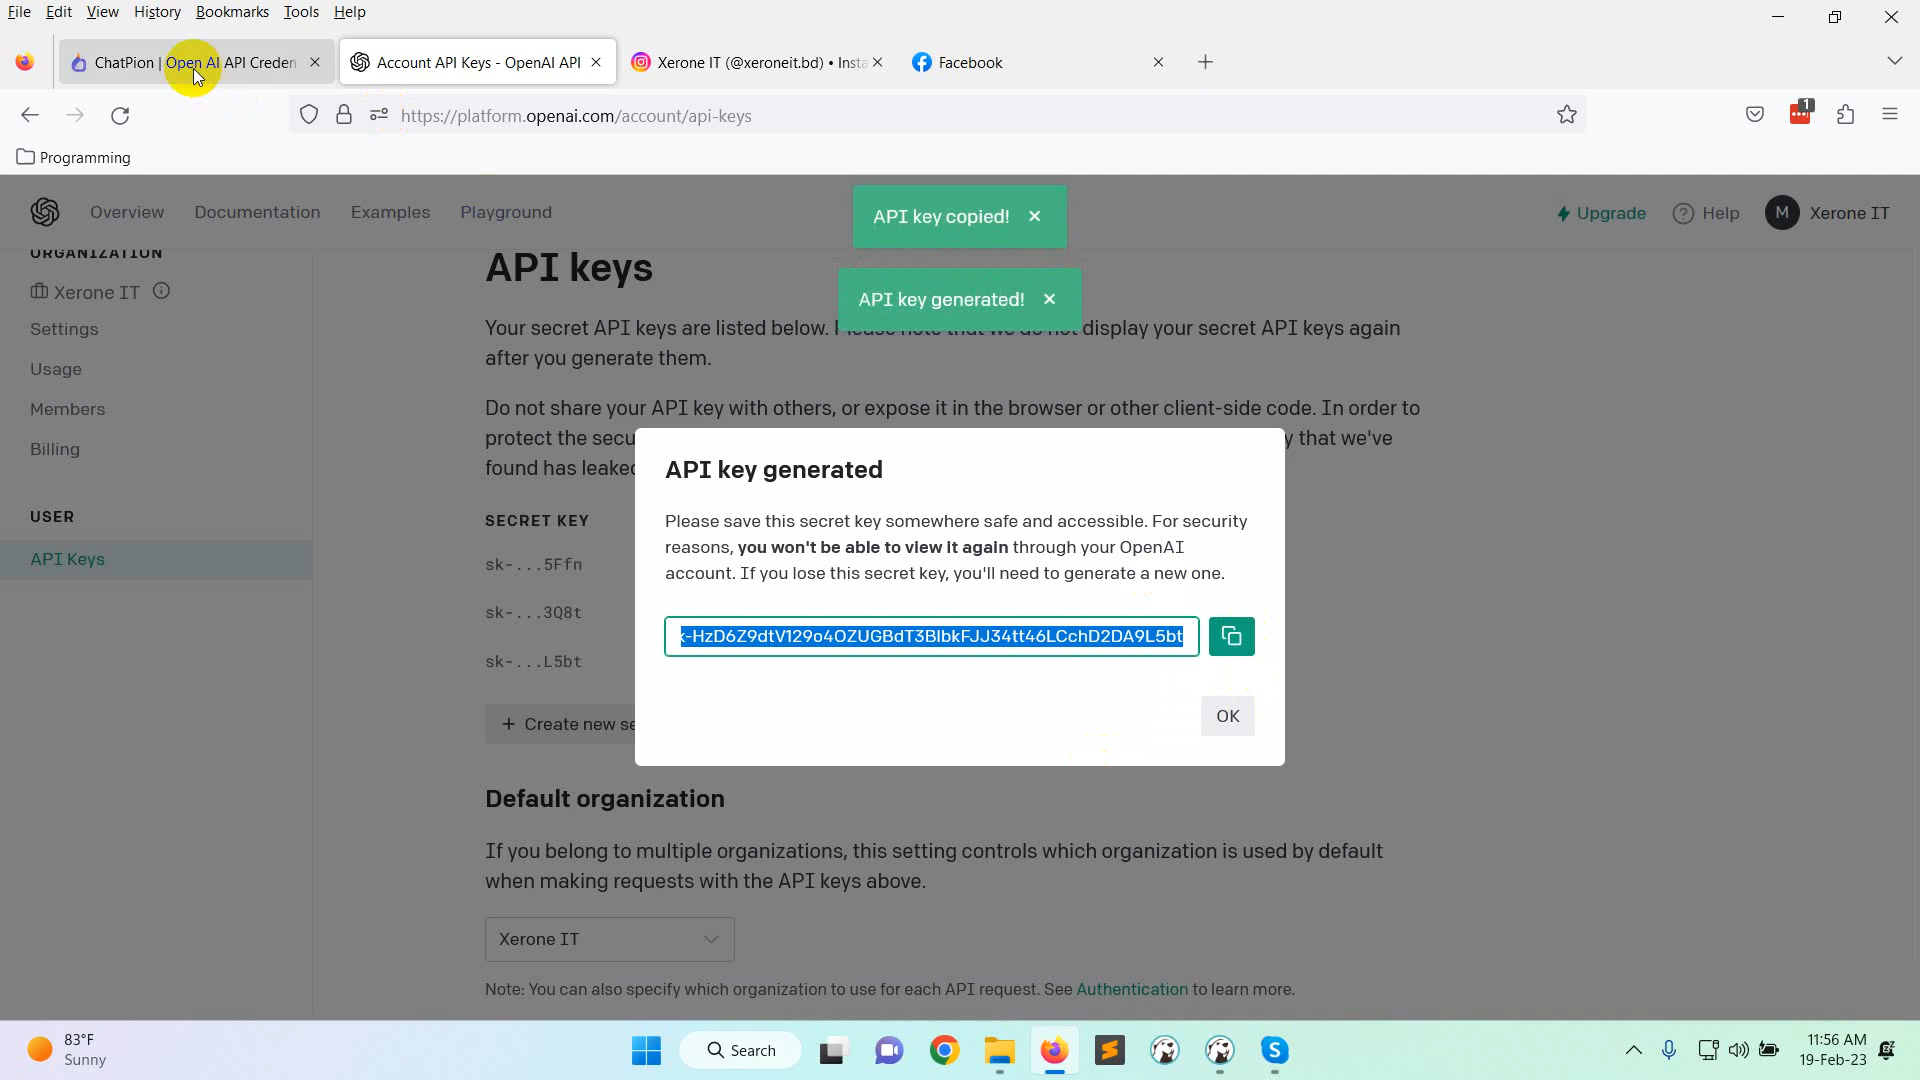 File Edit View History Bookmarks Tools Help
ChatPion | Open AI API Creden
Account API Keys - OpenAI API
Xerone IT (@xeroneit.bd) • Insta
Facebook
https://platform.openai.com/account/api-keys
1
Programming
Overview Documentation Examples Playground
API key copied!
Upgrade Help M Xerone IT
ORGANIZATION
API keys
Xerone IT
API key generated!
Your secret API keys are listed below. Please note that we do not display your secret API keys again
after you generate them.
Settings
Usage
Members
Billing
Do not share your API key with others, or expose it in the browser or other client-side code. In order to
protect the secu y that we've
found has leaked
API key generated
Please save this secret key somewhere safe and accessible. For security
reasons, you won't be able to view it again through your OpenAI
account. If you lose this secret key, you'll need to generate a new one.
-HzD6Z9dtV129o4OZUGBdT3BlbkFJJ34tt46LCchD2DA9L5bt
OK
USER
API Keys
SECRET KEY
sk-...5Ffn
sk-...3Q8t
sk-...L5bt
+ Create new se
Default organization
If you belong to multiple organizations, this setting controls which organization is used by default
when making requests with the API keys above.
Xerone IT
Note: You can also specify which organization to use for each API request. See Authentication to learn more.
83°F
Sunny
Search
11:56 AM
19-Feb-23